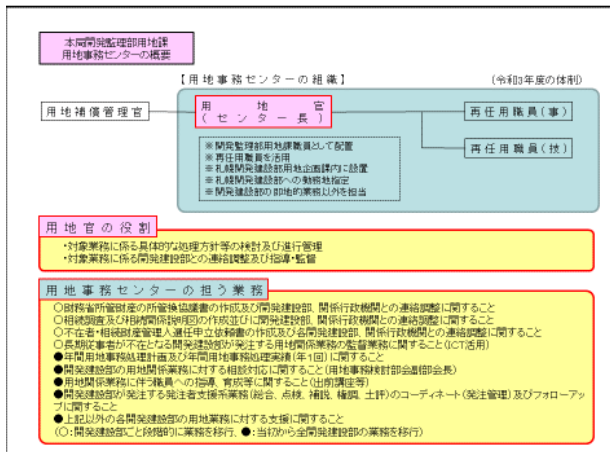 本局開発監理部用地課
用地事務センターの概要
【用地事務センターの組織】
(令和3年度の体制)
用地補償管理官
用地官
(センター長)
再任用職員(事)
再任用職員(技)
※開発監理部用地課職員として配置
※再任用職員を活用
※札幌開発建設部用地企画課内に設置
※札幌開発建設部への勤務地指定
※開発建設部の即地的業務以外を担当
用地官の役割
・対象業務に係る具体的な処理方針等の検討及び進行管理
・対象業務に係る開発建設部との連絡調整及び指導・監督
用地事務センターの担う業務
○財務省所管財産の所管換協議書の作成及び開発建設部、関係行政機関との連絡調整に関すること
○相続調査及び相続関係説明図の作成並びに開発建設部、関係行政機関との連絡調整に関すること
○不在者・相続財産管理人選任申立依頼書の作成及び各開発建設部、関係行政機関との連絡調整に関すること
○長期従事者が不在となる開発建設部が発注する用地関係業務の監督業務に関すること(ICT活用)
●年間用地事務処理計画及び年間用地事務処理実績(年1回)に関すること
●開発建設部の用地関係業務に対する相談対応に関すること(用地事務検討部会副部会長)
●用地関係業務に伴う職員への指導、育成等に関すること(出前講座等)
●開発建設部が発注する発注者支援系業務(総合、点検、補説、権調、土評)のコーディネート(発注管理)及びフォローアッ
プに関すること
●上記以外の各開発建設部の用地業務に対する支援に関すること
(○:開発建設部ごと段階的に業務を移行、●:当初から全開発建設部の業務を移行)